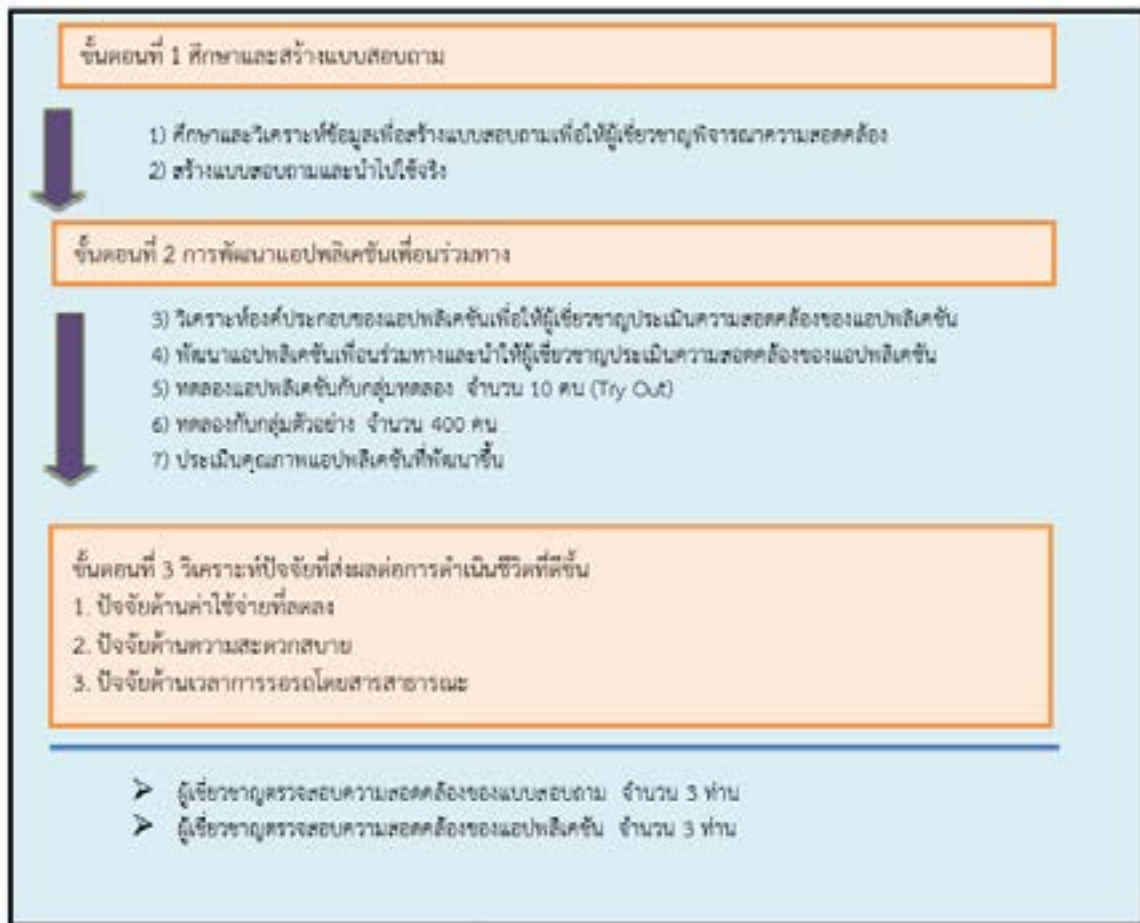 ขั้นตอนที่ 1 ศึกษาและสร้างแบบสอบถาม
1) ศึกษาและวิเคราะห์ข้อมูลเพื่อสร้างแบบสอบถามเพื่อให้ผู้เชี่ยวชาญพิจารณาความสอดคล้อง
2) สร้างแบบสอบถามและนำไปใช้จริง
ขั้นตอนที่ 2 การพัฒนาแอปพลิเคชันเพื่อนร่วมทาง
3) วิเคราะห์องค์ประกอบของแอปพลิเคชันเพื่อให้ผู้เชี่ยวชาญประเมินความสอดคล้องของแอปพลิเคชัน
4) พัฒนาแอปพลิเคชันเพื่อนร่วมทางและนำให้ผู้เชี่ยวชาญประเมินความสอดคล้องของแอปพลิเคชัน
5) ทดลองแอปพลิเคชันกับกลุ่มทดลอง จำนวน 10 คน (Try Out)
6) ทดลองกับกลุ่มตัวอย่าง จำนวน 400 คน
7) ประเมินคุณภาพแอปพลิเคชันที่พัฒนาขึ้น
ขั้นตอนที่ 3 วิเคราะห์ปัจจัยที่ส่งผลต่อการดำเนินชีวิตที่ดีขึ้น
1. ปัจจัยด้านค่าใช้จ่ายที่ลดลง
2. ปัจจัยด้านความสะดวกสบาย
3. ปัจจัยด้านเวลาการรอรถโดยสารสาธารณะ
➢ ผู้เชี่ยวชาญตรวจสอบความสอดคล้องของแบบสอบถาม จำนวน 3 ท่าน
➢ ผู้เชี่ยวชาญตรวจสอบความสอดคล้องของแอปพลิเคชัน จำนวน 3 ท่าน